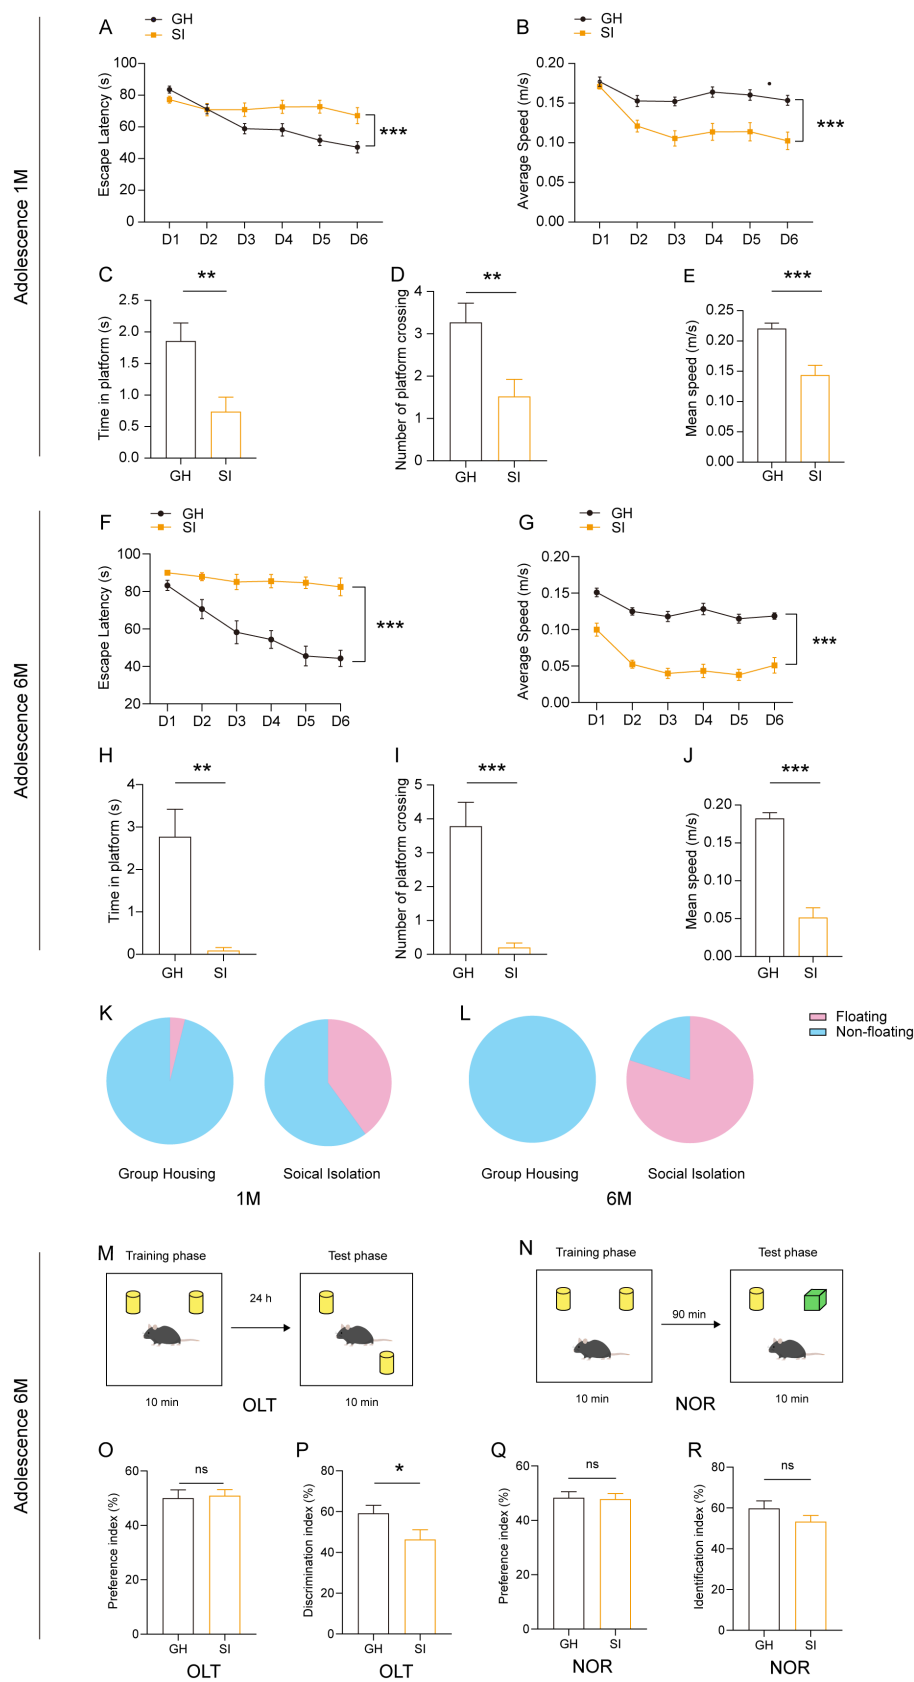 A
GH
SI
Escape Latency (s)
100
80
60
40
20
0
D1 D2 D3 D4 D5 D6
***
B
GH
SI
Average Speed (m/s)
0.20
0.15
0.10
0.05
0.00
D1 D2 D3 D4 D5 D6
***
Adolescence 1M
C
**
Time in platform (s)
2.5
2.0
1.5
1.0
0.5
0.0
GH SI
D
**
Number of platform crossing
4
3
2
1
0
GH SI
E
***
Mean speed (m/s)
0.25
0.20
0.15
0.10
0.05
0.00
GH SI
F
GH
SI
Escape Latency (s)
100
80
60
40
20
D1 D2 D3 D4 D5 D6
***
G
GH
SI
Average Speed (m/s)
0.20
0.15
0.10
0.05
0.00
D1 D2 D3 D4 D5 D6
***
Adolescence 6M
H
**
Time in platform (s)
4
3
2
1
0
GH SI
I
***
Number of platform crossing
5
4
3
2
1
0
GH SI
J
***
Mean speed (m/s)
0.20
0.15
0.10
0.05
0.00
GH SI
K
Group Housing
Soical Isolation
1M
L
Floating
Non-floating
Group Housing
Social Isolation
6M
M
Training phase
Test phase
24 h
10 min
10 min
OLT
N
Training phase
Test phase
90 min
10 min
10 min
NOR
Adolescence 6M
O
ns
Preference index (%)
60
40
20
0
GH SI
OLT
P
*
Discrimination index (%)
80
60
40
20
0
GH SI
OLT
Q
ns
Preference index (%)
60
40
20
0
GH SI
NOR
R
ns
Identification index (%)
80
60
40
20
0
GH SI
NOR